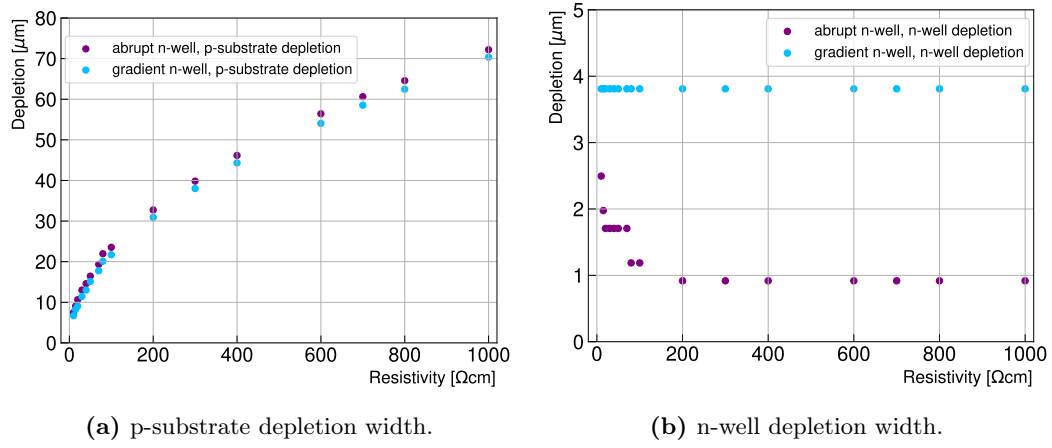 80
70
60
50
40
30
20
10
0
Depletion [μm]
abrupt n-well, p-substrate depletion
gradient n-well, p-substrate depletion
0 200 400 600 800 1000
Resistivity [Ωcm]
(a) p-substrate depletion width.
5
4
3
2
1
0
Depletion [μm]
abrupt n-well, n-well depletion
gradient n-well, n-well depletion
0 200 400 600 800 1000
Resistivity [Ωcm]
(b) n-well depletion width.